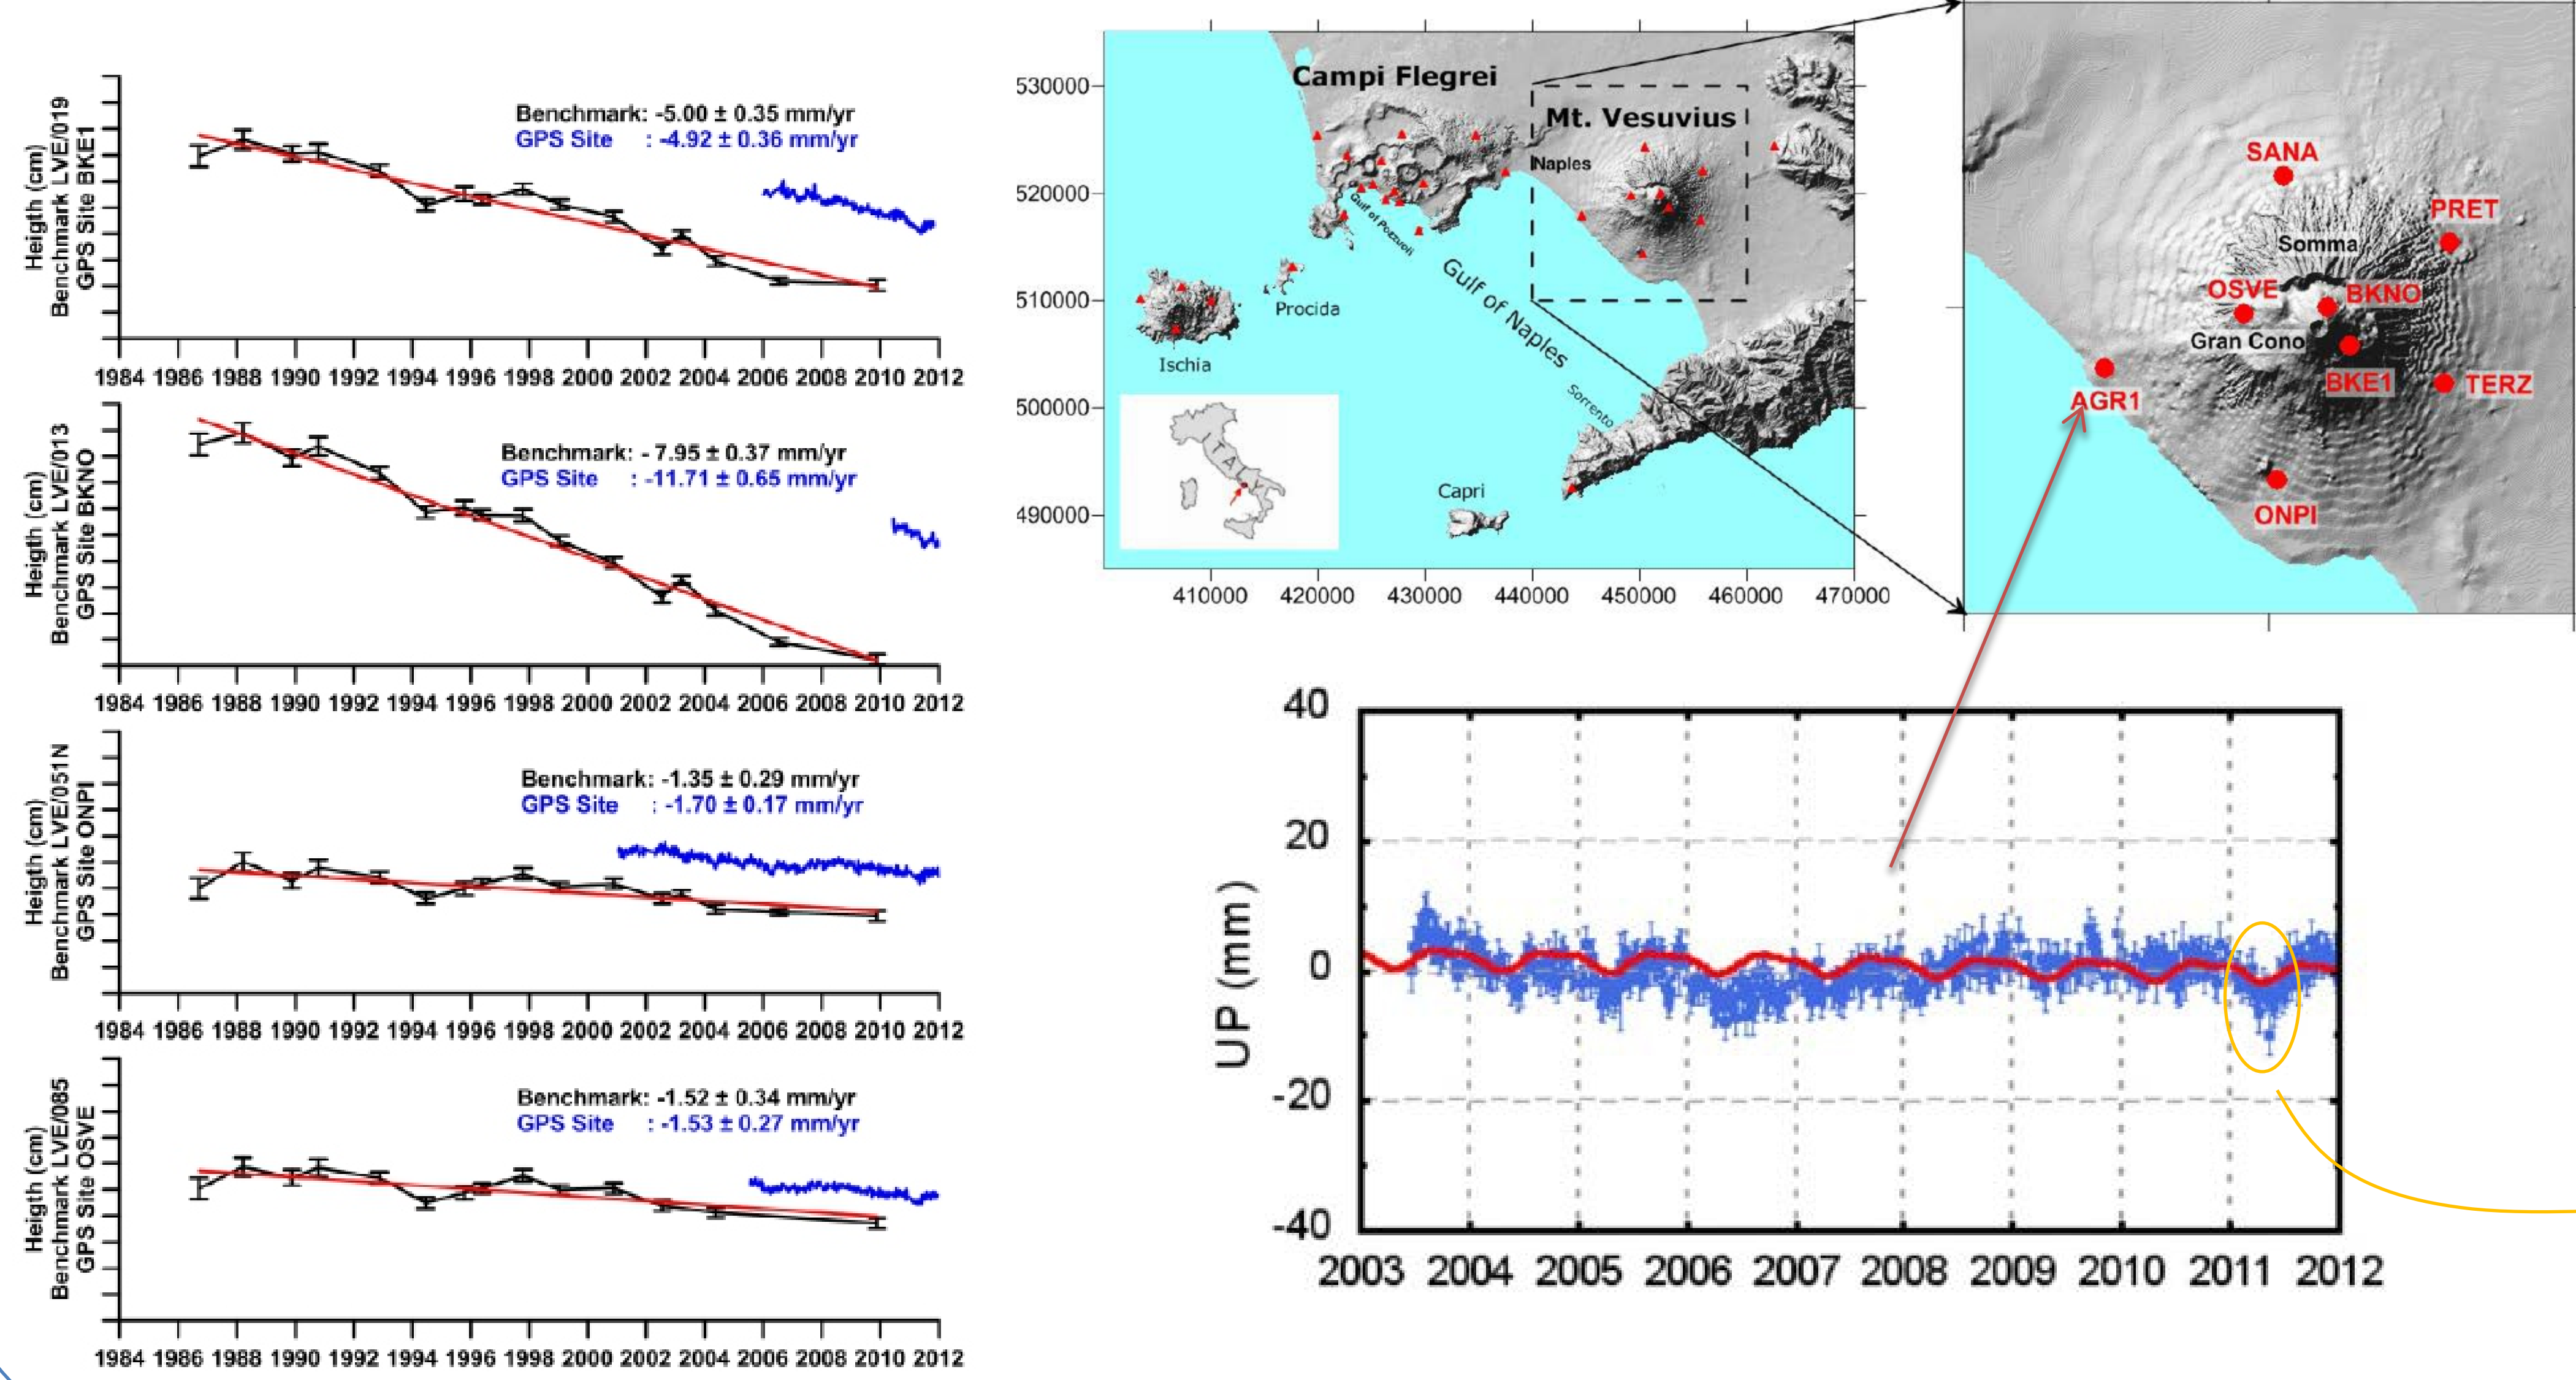 Heigth (cm)
Benchmark LVE/019
GPS Site BKE1
Benchmark: -5.00 ± 0.35 mm/yr
GPS Site : -4.92 ± 0.36 mm/yr
1984 1986 1988 1990 1992 1994 1996 1998 2000 2002 2004 2006 2008 2010 2012
Heigth (cm)
Benchmark LVE/013
GPS Site BKNO
Benchmark: - 7.95 ± 0.37 mm/yr
GPS Site : -11.71 ± 0.65 mm/yr
1984 1986 1988 1990 1992 1994 1996 1998 2000 2002 2004 2006 2008 2010 2012
Heigth (cm)
Benchmark LVE/051N
GPS Site ONPI
Benchmark: -1.35 ± 0.29 mm/yr
GPS Site : -1.70 ± 0.17 mm/yr
1984 1986 1988 1990 1992 1994 1996 1998 2000 2002 2004 2006 2008 2010 2012
Heigth (cm)
Benchmark LVE/085
GPS Site OSVE
Benchmark: -1.52 ± 0.34 mm/yr
GPS Site : -1.53 ± 0.27 mm/yr
1984 1986 1988 1990 1992 1994 1996 1998 2000 2002 2004 2006 2008 2010 2012
530000
520000
510000
500000
490000
410000 420000 430000 440000 450000 460000 470000
Campi Flegrei
Mt. Vesuvius
Naples
Gulf of Pozzuoli
Gulf of Naples
Procida
Ischia
Sorrento
Capri
ITALY
SANA
PRET
Somma
OSVE
BKNO
Gran Cono
BKE1
TERZ
AGR1
ONPI
UP (mm)
40
20
0
-20
-40
2003 2004 2005 2006 2007 2008 2009 2010 2011 2012